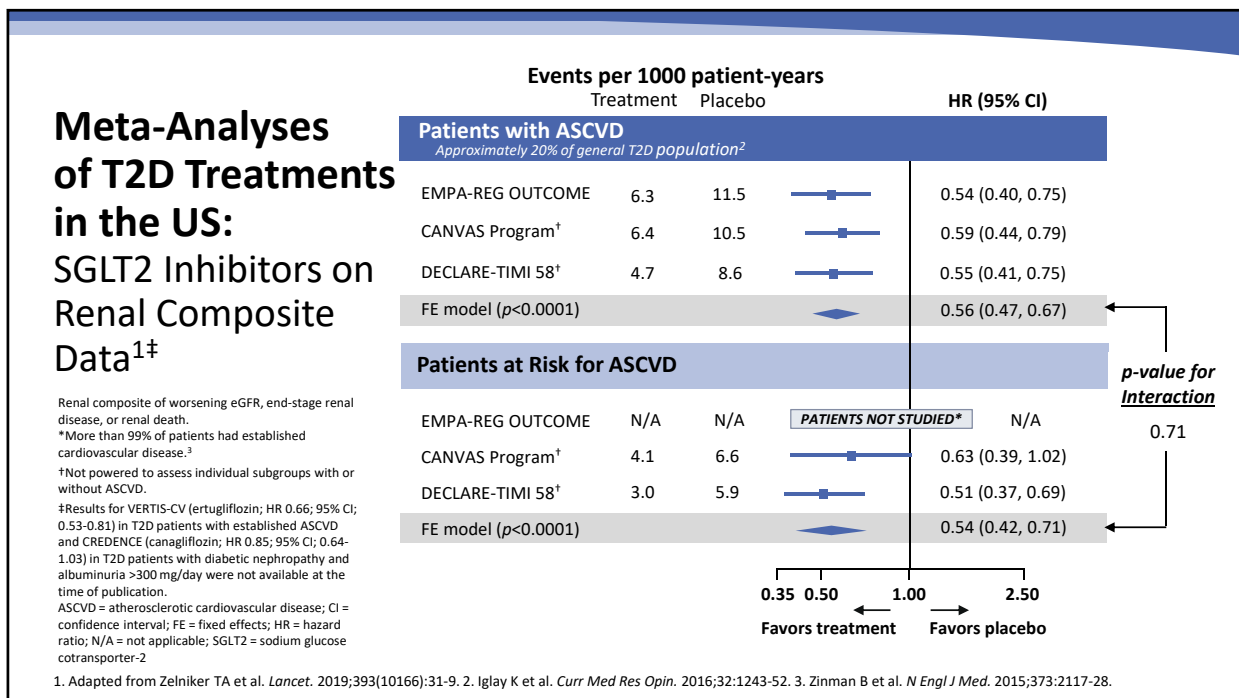 Meta-Analyses
of T2D Treatments
in the US:
SGLT2 Inhibitors on
Renal Composite
Data1‡
Renal composite of worsening eGFR, end-stage renal
disease, or renal death.
*More than 99% of patients had established
cardiovascular disease.3
†Not powered to assess individual subgroups with or
without ASCVD.
‡Results for VERTIS-CV (ertugliflozin; HR 0.66; 95% CI;
0.53-0.81) in T2D patients with established ASCVD
and CREDENCE (canagliflozin; HR 0.85; 95% CI; 0.64-
1.03) in T2D patients with diabetic nephropathy and
albuminuria >300 mg/day were not available at the
time of publication.
ASCVD = atherosclerotic cardiovascular disease; CI =
confidence interval; FE = fixed effects; HR = hazard
ratio; N/A = not applicable; SGLT2 = sodium glucose
cotransporter-2
Events per 1000 patient-years
Treatment Placebo HR (95% CI)
Patients with ASCVD
Approximately 20% of general T2D population2
EMPA-REG OUTCOME 6.3 11.5 0.54 (0.40, 0.75)
CANVAS Program† 6.4 10.5 0.59 (0.44, 0.79)
DECLARE-TIMI 58† 4.7 8.6 0.55 (0.41, 0.75)
FE model (p<0.0001) 0.56 (0.47, 0.67)
Patients at Risk for ASCVD
EMPA-REG OUTCOME N/A N/A PATIENTS NOT STUDIED* N/A
CANVAS Program† 4.1 6.6 0.63 (0.39, 1.02)
DECLARE-TIMI 58† 3.0 5.9 0.51 (0.37, 0.69)
FE model (p<0.0001) 0.54 (0.42, 0.71)
p-value for
Interaction
0.71
0.35 0.50 1.00 2.50
Favors treatment Favors placebo
1. Adapted from Zelniker TA et al. Lancet. 2019;393(10166):31-9. 2. Iglay K et al. Curr Med Res Opin. 2016;32:1243-52. 3. Zinman B et al. N Engl J Med. 2015;373:2117-28.